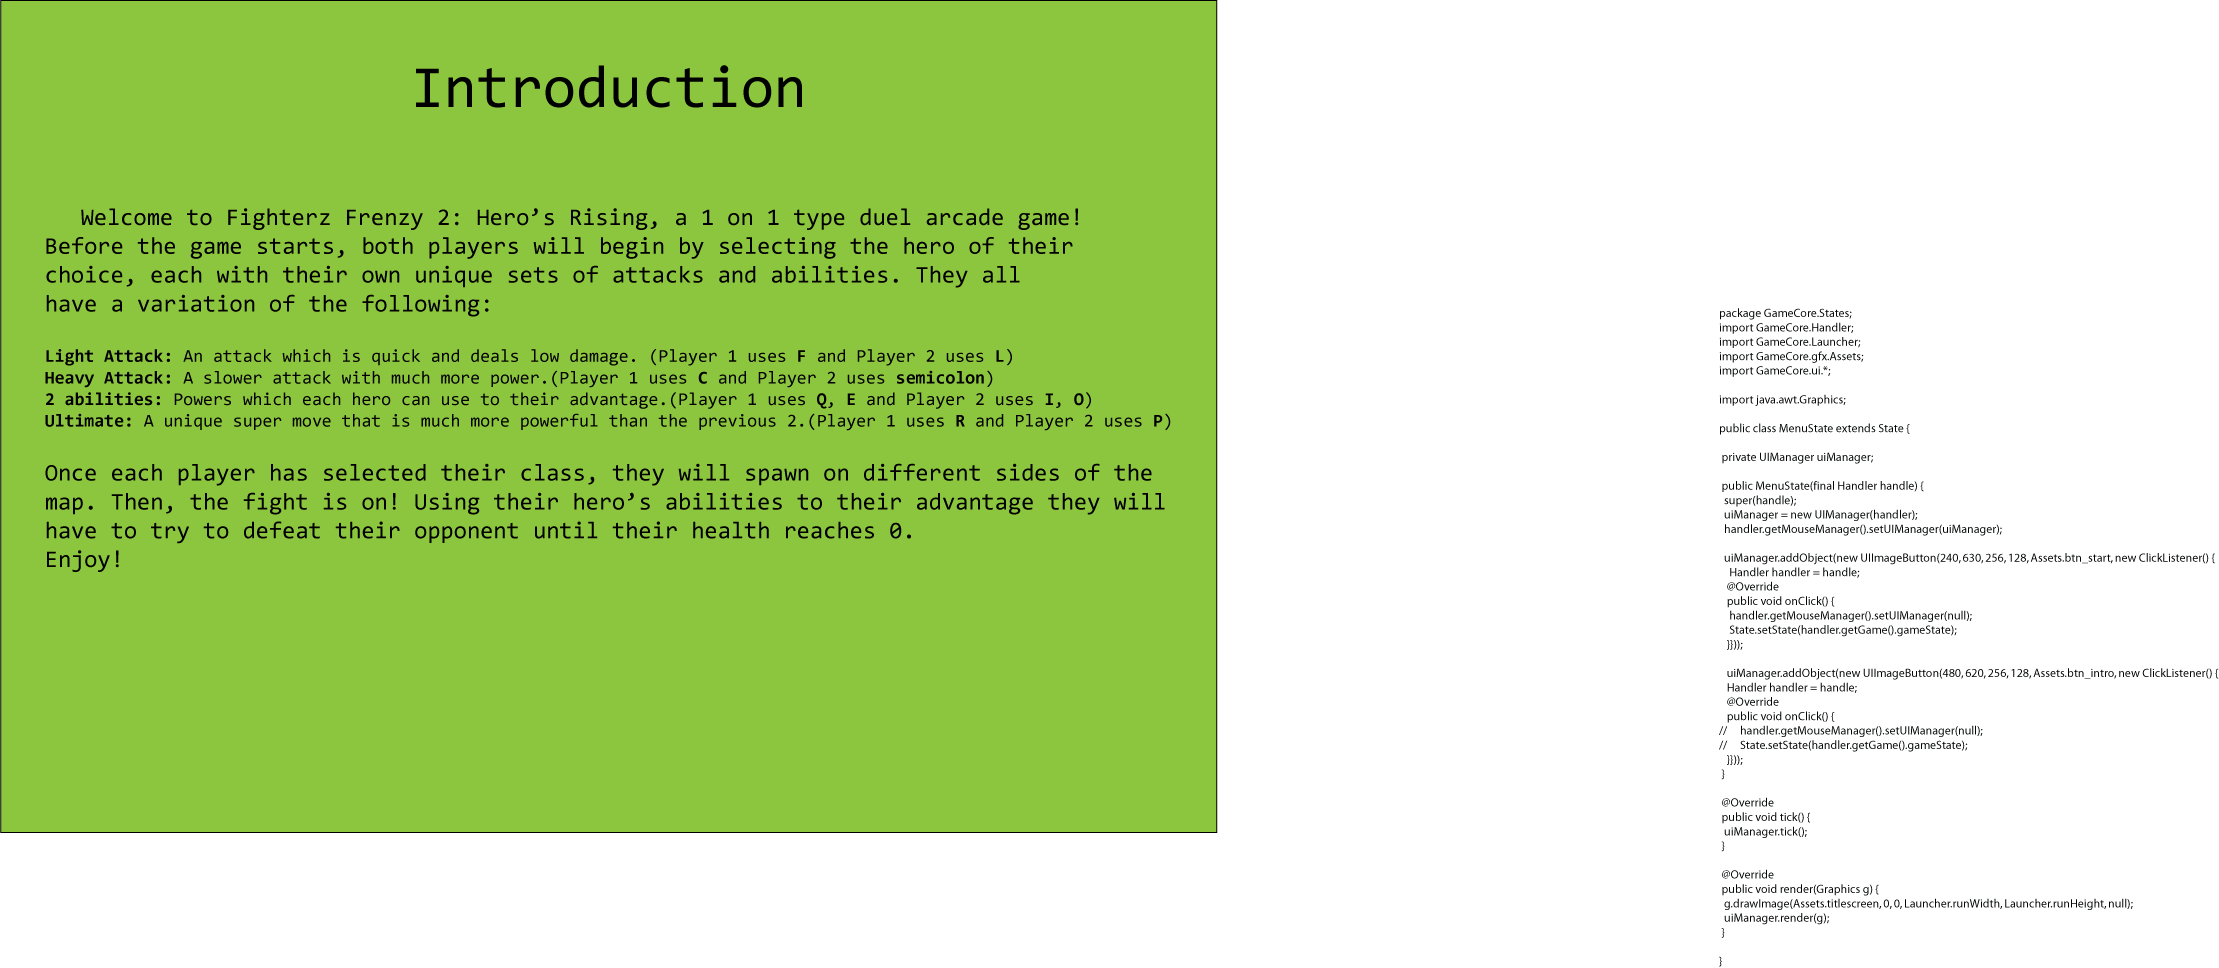 Introduction
Welcome to Fighterz Frenzy 2: Hero’s Rising, a 1 on 1 type duel arcade game!
Before the game starts, both players will begin by selecting the hero of their
choice, each with their own unique sets of attacks and abilities. They all
have a variation of the following:
Light Attack: An attack which is quick and deals low damage. (Player 1 uses F and Player 2 uses L)
Heavy Attack: A slower attack with much more power.(Player 1 uses C and Player 2 uses semicolon)
2 abilities: Powers which each hero can use to their advantage.(Player 1 uses Q, E and Player 2 uses I, O)
Ultimate: A unique super move that is much more powerful than the previous 2.(Player 1 uses R and Player 2 uses P)
Once each player has selected their class, they will spawn on different sides of the
map. Then, the fight is on! Using their hero’s abilities to their advantage they will
have to try to defeat their opponent until their health reaches 0.
Enjoy!
package GameCore.States;
import GameCore.Handler;
import GameCore.Launcher;
import GameCore.gfx.Assets;
import GameCore.ui.*;
import java.awt.Graphics;
public class MenuState extends State {
private UIManager uiManager;
public MenuState(final Handler handle) {
super(handle);
uiManager = new UIManager(handler);
handler.getMouseManager().setUIManager(uiManager);
uiManager.addObject(new UIImageButton(240, 630, 256, 128, Assets.btn_start, new ClickListener() {
Handler handler = handle;
@Override
public void onClick() {
handler.getMouseManager().setUIManager(null);
State.setState(handler.getGame().gameState);
}}));
uiManager.addObject(new UIImageButton(480, 620, 256, 128, Assets.btn_intro, new ClickListener() {
Handler handler = handle;
@Override
public void onClick() {
// handler.getMouseManager().setUIManager(null);
// State.setState(handler.getGame().gameState);
}}));
}
@Override
public void tick() {
uiManager.tick();
}
@Override
public void render(Graphics g) {
g.drawImage(Assets.titlescreen, 0, 0, Launcher.runWidth, Launcher.runHeight, null);
uiManager.render(g);
}
}